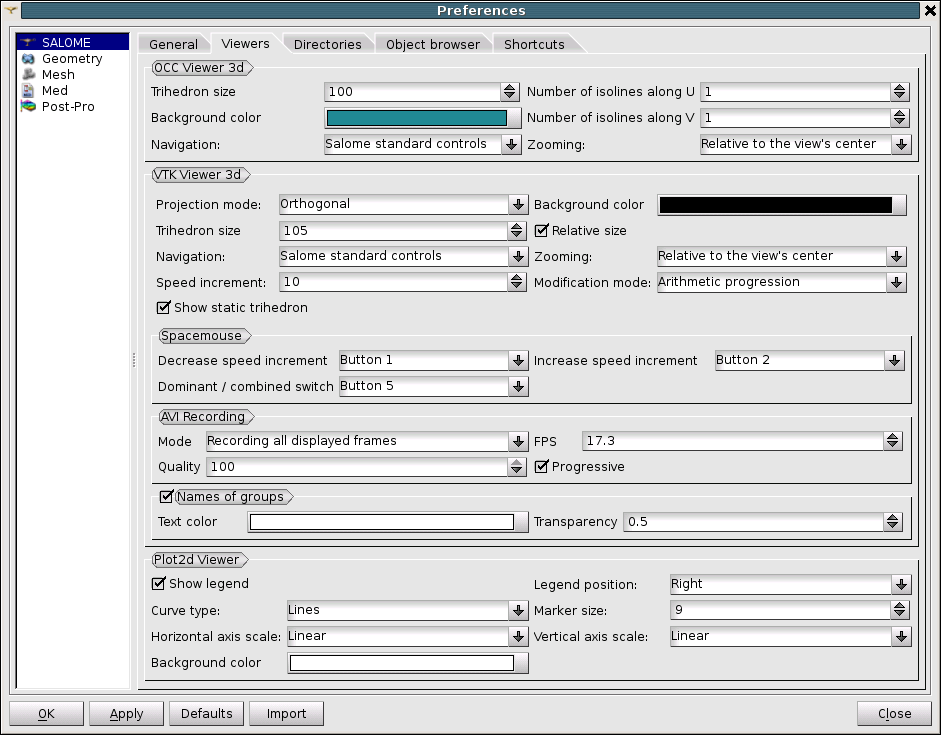 Preferences
SALOME
Geometry
Mesh
Med
Post-Pro
General Viewers Directories Object browser Shortcuts
OCC Viewer 3d
Trihedron size 100 Number of isolines along U 1
Background color Number of isolines along V 1
Navigation: Salome standard controls Zooming: Relative to the view's center
VTK Viewer 3d
Projection mode: Orthogonal Background color
Trihedron size 105 Relative size
Navigation: Salome standard controls Zooming: Relative to the view's center
Speed increment: 10 Modification mode: Arithmetic progression
Show static trihedron
Spacemouse
Decrease speed increment Button 1 Increase speed increment Button 2
Dominant / combined switch Button 5
AVI Recording
Mode Recording all displayed frames FPS 17.3
Quality 100 Progressive
Names of groups
Text color Transparency 0.5
Plot2d Viewer
Show legend Legend position: Right
Curve type: Lines Marker size: 9
Horizontal axis scale: Linear Vertical axis scale: Linear
Background color
OK Apply Defaults Import Close